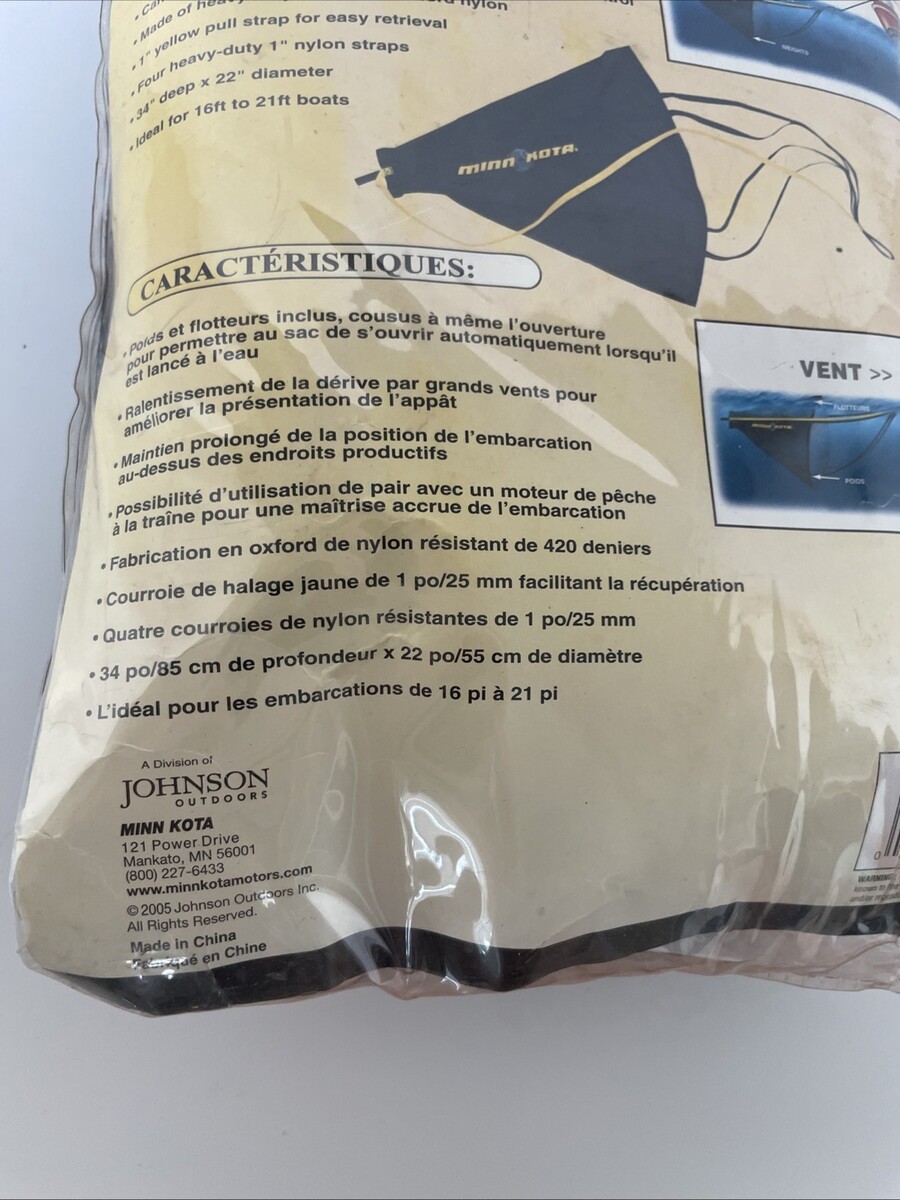 • Made of
nylon
• 1" yellow pull strap for easy retrieval
• Four heavy-duty 1" nylon straps
• 34" deep x 22" diameter
• Ideal for 16ft to 21ft boats
WEIGHTS
MINN KOTA.
CARACTÉRISTIQUES:
• Poids et flotteurs inclus, cousus à même l'ouverture
pour permettre au sac de s'ouvrir automatiquement lorsqu'il
est lancé à l'eau
• Ralentissement de la dérive par grands vents pour
améliorer la présentation de l'appât
• Maintien prolongé de la position de l'embarcation
au-dessus des endroits productifs
• Possibilité d'utilisation de pair avec un moteur de pêche
à la traîne pour une maîtrise accrue de l'embarcation
• Fabrication en oxford de nylon résistant de 420 deniers
• Courroie de halage jaune de 1 po/25 mm facilitant la récupération
• Quatre courroies de nylon résistantes de 1 po/25 mm
• 34 po/85 cm de profondeur x 22 po/55 cm de diamètre
• L'idéal pour les embarcations de 16 pi à 21 pi
VENT >>
FLOTTEURS
MINN KOTA
POIDS
A Division of
JOHNSON
OUTDOORS
MINN KOTA
121 Power Drive
Mankato, MN 56001
(800) 227-6433
www.minnkotamotors.com
© 2005 Johnson Outdoors Inc.
All Rights Reserved.
Made in China
Fabriqué en Chine
0
WARNING:
known to